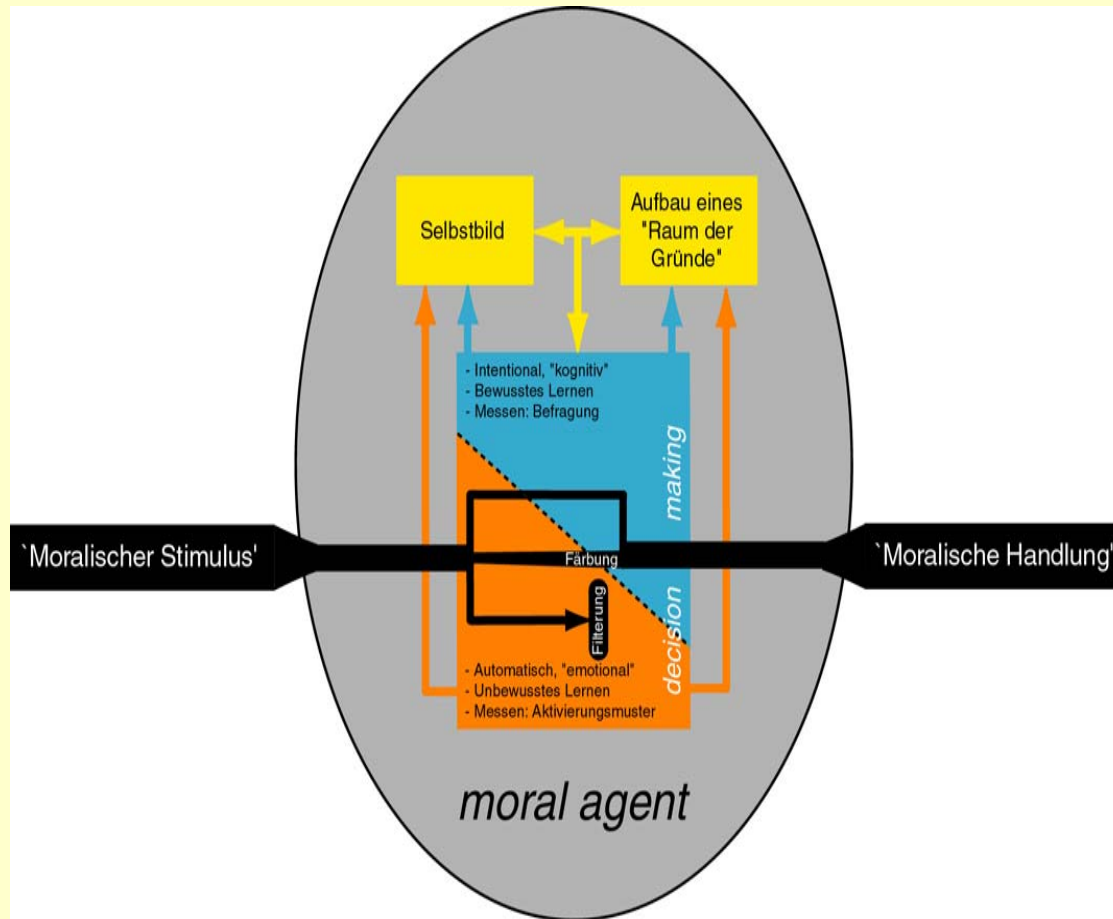 Selbstbild
Aufbau eines
"Raum der
Gründe"
- Intentional, "kognitiv"
- Bewusstes Lernen
- Messen: Befragung
decision making
`Moralischer Stimulus'
Färbung
`Moralische Handlung'
Filterung
- Automatisch, "emotional"
- Unbewusstes Lernen
- Messen: Aktivierungsmuster
moral agent